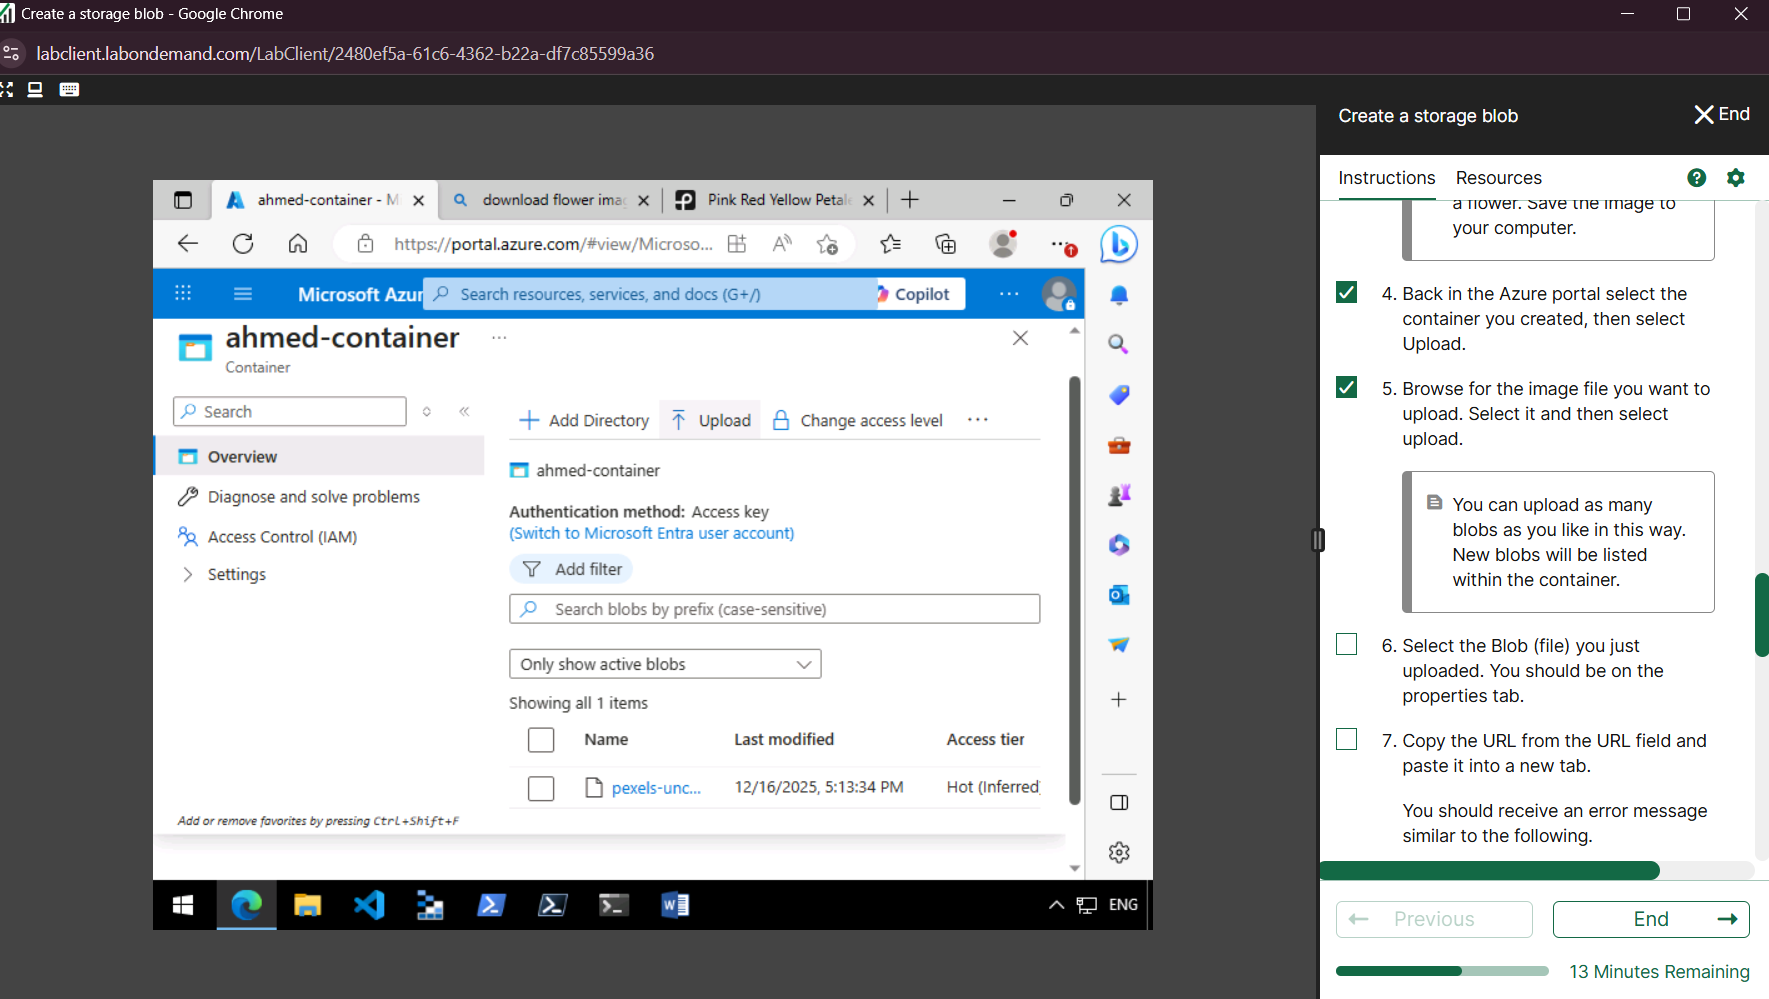 Create a storage blob - Google Chrome
labclient.labondemand.com/LabClient/2480ef5a-61c6-4362-b22a-df7c85599a36
Create a storage blob
End
Instructions
Resources
a flower. Save the image to
your computer.
4. Back in the Azure portal select the
container you created, then select
Upload.
5. Browse for the image file you want to
upload. Select it and then select
upload.
You can upload as many
blobs as you like in this way.
New blobs will be listed
within the container.
6. Select the Blob (file) you just
uploaded. You should be on the
properties tab.
7. Copy the URL from the URL field and
paste it into a new tab.
You should receive an error message
similar to the following.
Previous
End
13 Minutes Remaining
ahmed-container - M
download flower imag
Pink Red Yellow Petal
https://portal.azure.com/#view/Microso...
Microsoft Azur
Search resources, services, and docs (G+/)
Copilot
...
ahmed-container
...
Container
Search
Overview
Diagnose and solve problems
Access Control (IAM)
Settings
Add or remove favorites by pressing Ctrl+Shift+F
Add Directory
Upload
Change access level
...
ahmed-container
Authentication method: Access key
(Switch to Microsoft Entra user account)
Add filter
Search blobs by prefix (case-sensitive)
Only show active blobs
Showing all 1 items
Name Last modified Access tier
pexels-unc... 12/16/2025, 5:13:34 PM Hot (Inferred)
ENG